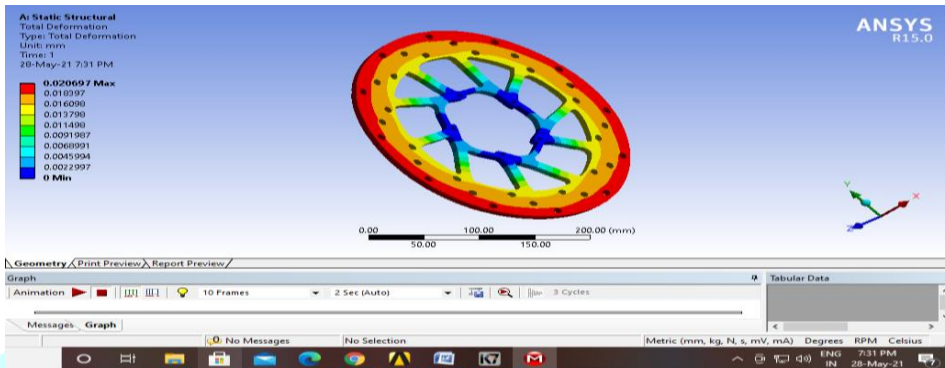 A: Static Structural
Total Deformation
Type: Total Deformation
Unit: mm
Time: 1
28-May-21 7:31 PM
0.020697 Max
0.018397
0.016098
0.013798
0.011498
0.0091987
0.0068991
0.0045994
0.0022997
0 Min
ANSYS
R15.0
Y
X
Z
0.00 100.00 200.00 (mm)
50.00 150.00
Geometry Print Preview Report Preview
Graph
Animation 10 Frames 2 Sec (Auto) 3 Cycles
Tabular Data
Messages Graph
No Messages No Selection Metric (mm, kg, N, s, mV, mA) Degrees RPM Celsius
ENG 7:31 PM
IN 28-May-21